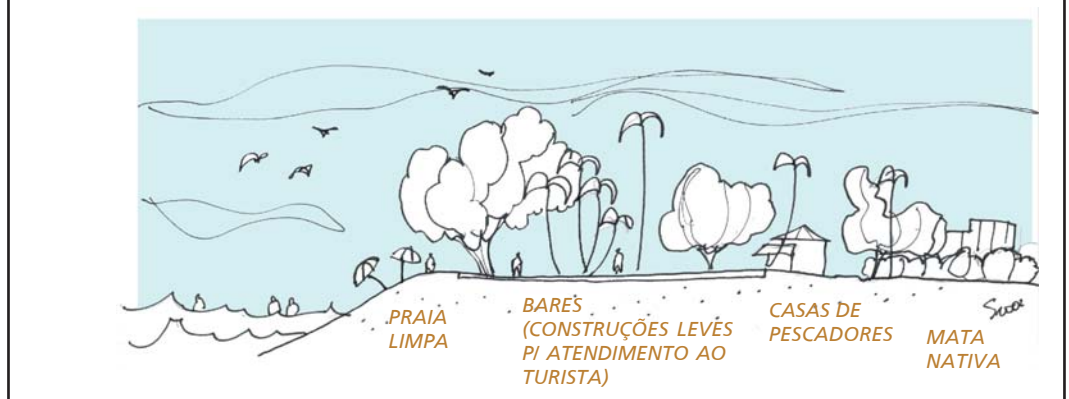 PRAIA
LIMPA
BARES
(CONSTRUÇÕES LEVES
P/ ATENDIMENTO AO
TURISTA)
CASAS DE
PESCADORES
MATA
NATIVA